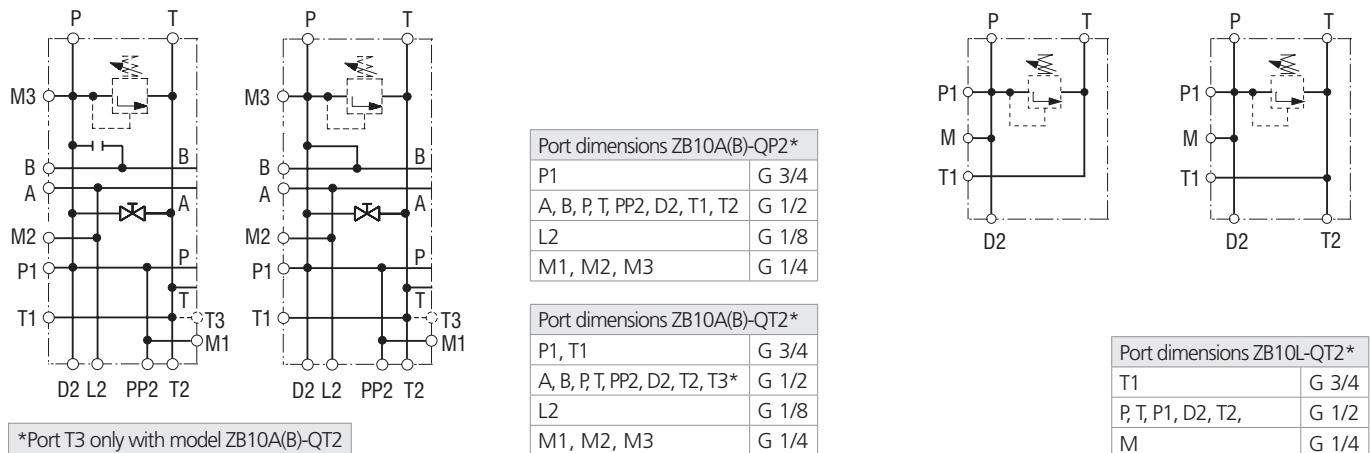 P T
M3
B B
A A
M2
P1 P
T
T1 T3
M1
D2 L2 PP2 T2
P T
M3
B B
A A
M2
P1 P
T
T1 T3
M1
D2 L2 PP2 T2
*Port T3 only with model ZB10A(B)-QT2
Port dimensions ZB10A(B)-QP2*
P1 G 3/4
A, B, P, T, PP2, D2, T1, T2 G 1/2
L2 G 1/8
M1, M2, M3 G 1/4
Port dimensions ZB10A(B)-QT2*
P1, T1 G 3/4
A, B, P, T, PP2, D2, T2, T3* G 1/2
L2 G 1/8
M1, M2, M3 G 1/4
P T
P1
M
T1
D2
P T
P1
M
T1
D2 T2
Port dimensions ZB10L-QT2*
T1 G 3/4
P, T, P1, D2, T2, G 1/2
M G 1/4